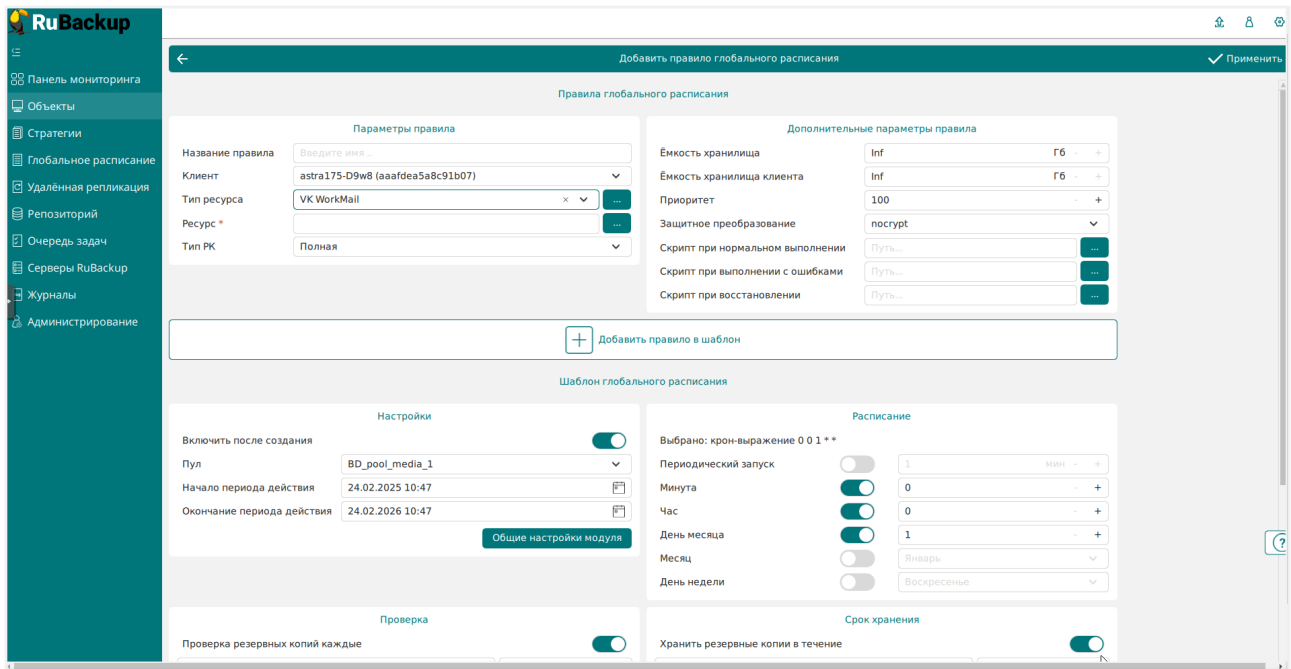 RuBackup
Панель мониторинга
Объекты
Стратегии
Глобальное расписание
Удалённая репликация
Репозиторий
Очередь задач
Серверы RuBackup
Журналы
Администрирование
Добавить правило глобального расписания
Применить
Правила глобального расписания
Параметры правила
Название правила Введите имя...
Клиент astra175-D9w8 (aaafdea5a8c91b07)
Тип ресурса VK WorkMail × ...
Ресурс * ...
Тип РК Полная
Дополнительные параметры правила
Ёмкость хранилища Inf Гб - +
Ёмкость хранилища клиента Inf Гб - +
Приоритет 100 - +
Защитное преобразование nocrypt
Скрипт при нормальном выполнении Путь... ...
Скрипт при выполнении с ошибками Путь... ...
Скрипт при восстановлении Путь... ...
Добавить правило в шаблон
Шаблон глобального расписания
Настройки
Включить после создания
Пул BD_pool_media_1
Начало периода действия 24.02.2025 10:47
Окончание периода действия 24.02.2026 10:47
Общие настройки модуля
Расписание
Выбрано: крон-выражение 0 0 1 * *
Периодический запуск 1 мин - +
Минута 0 - +
Час 0 - +
День месяца 1 - +
Месяц Январь
День недели Воскресенье
Проверка
Проверка резервных копий каждые
Срок хранения
Хранить резервные копии в течение
?